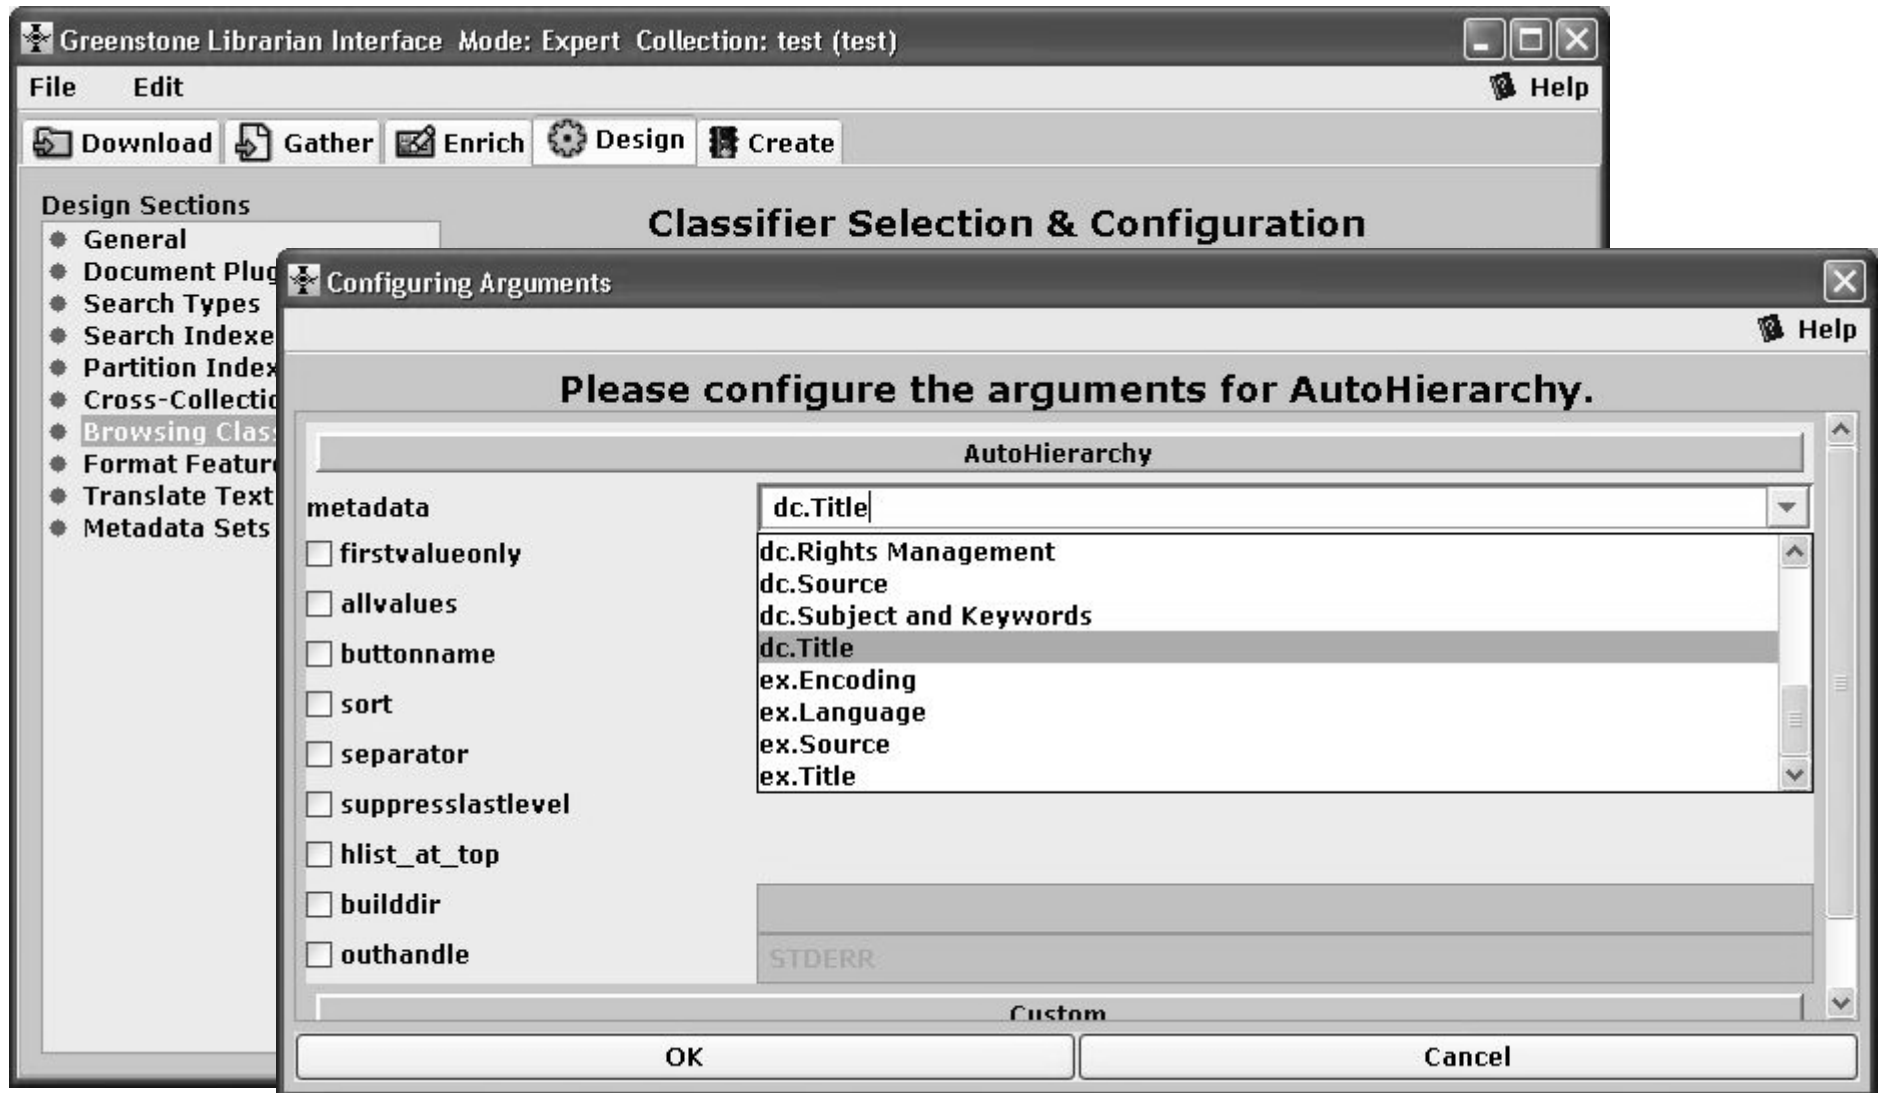 Greenstone Librarian Interface  Mode: Expert  Collection: test (test)
File Edit Help
Download Gather Enrich Design Create
Design Sections
Classifier Selection & Configuration
General
Document Plug
Search Types
Search Indexe
Partition Index
Cross-Collectio
Browsing Class
Format Feature
Translate Text
Metadata Sets
Configuring Arguments
Help
Please configure the arguments for AutoHierarchy.
AutoHierarchy
metadata dc.Title
firstvalueonly
allvalues
buttonname
sort
separator
suppresslastlevel
hlist_at_top
builddir
outhandle STDERR
dc.Rights Management
dc.Source
dc.Subject and Keywords
dc.Title
ex.Encoding
ex.Language
ex.Source
ex.Title
Custom
OK Cancel